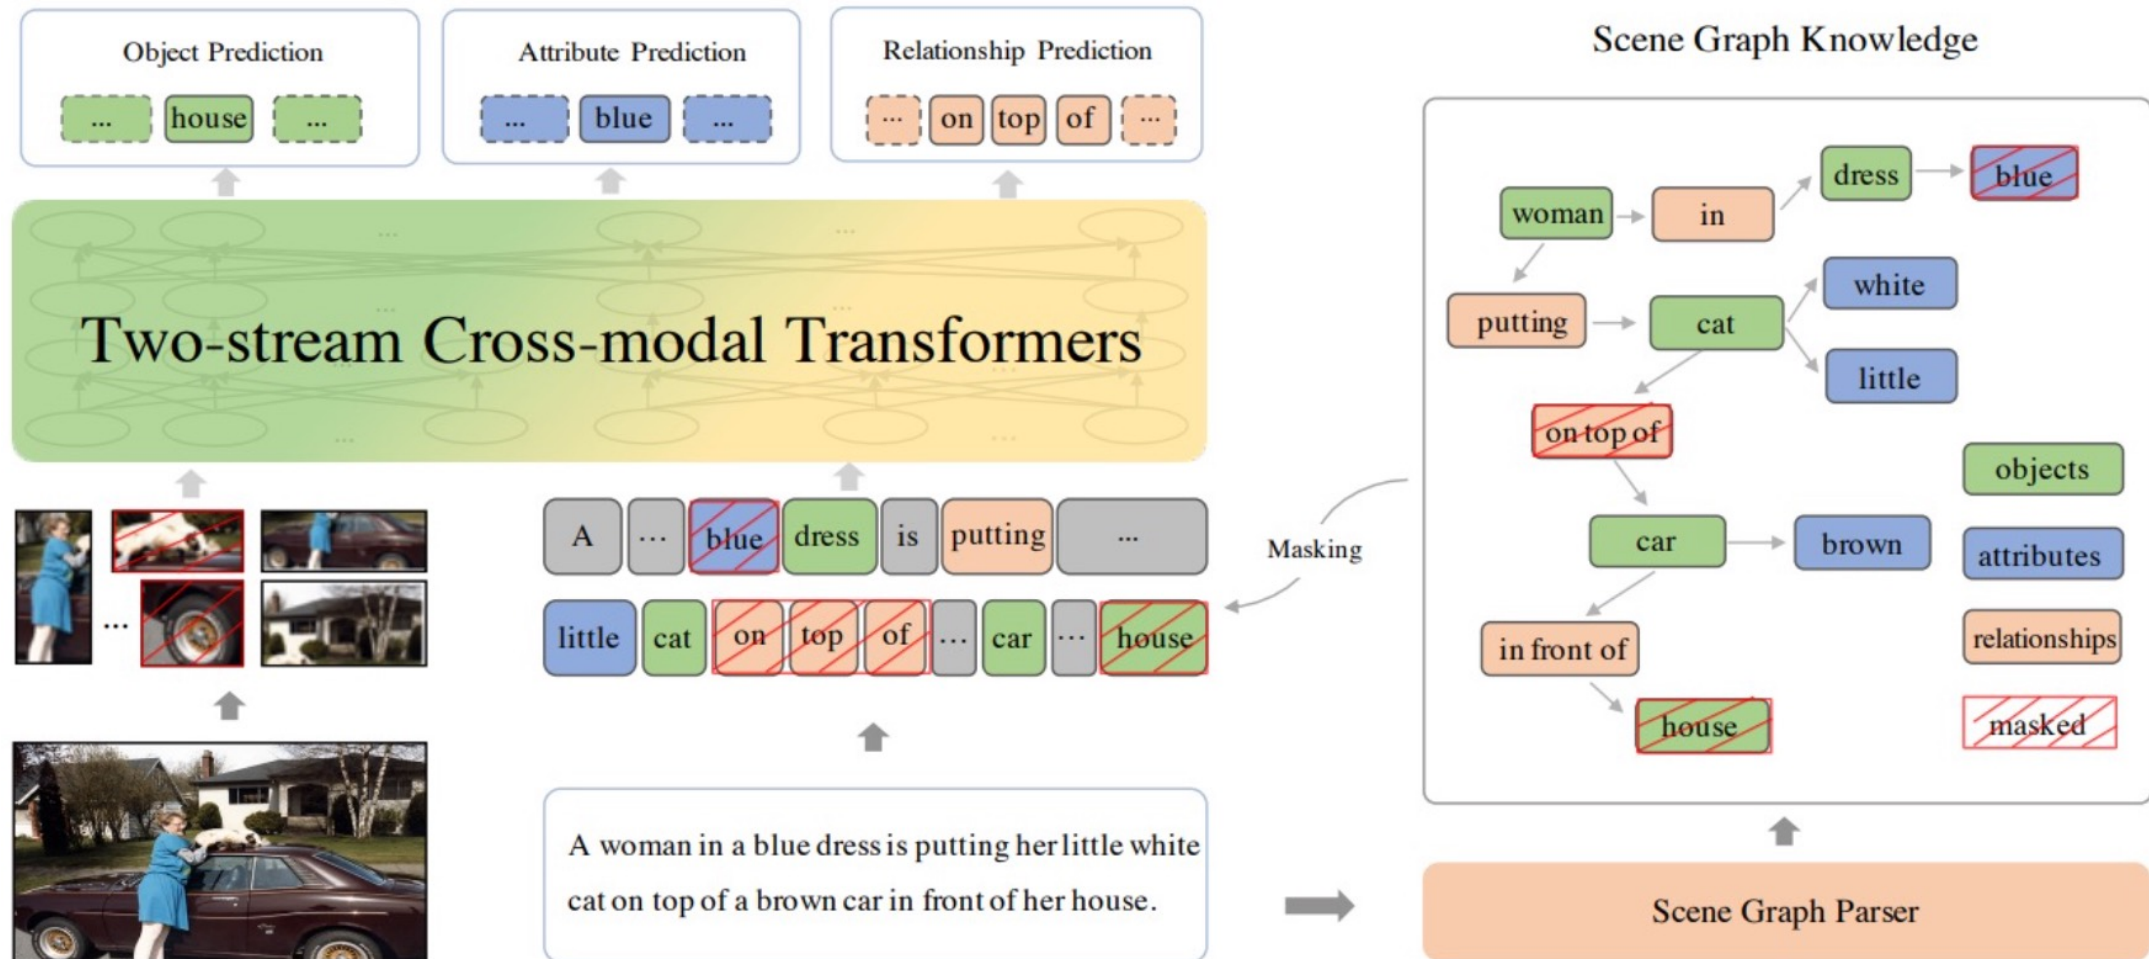 Object Prediction
... house ...
Attribute Prediction
... blue ...
Relationship Prediction
... on top of ...
Two-stream Cross-modal Transformers
...
A ... blue dress is putting ...
little cat on top of ... car ... house
A woman in a blue dress is putting her little white
cat on top of a brown car in front of her house.
Masking
Scene Graph Knowledge
woman in dress blue
putting cat white
little
on top of
car brown
in front of
house
objects
attributes
relationships
masked
Scene Graph Parser